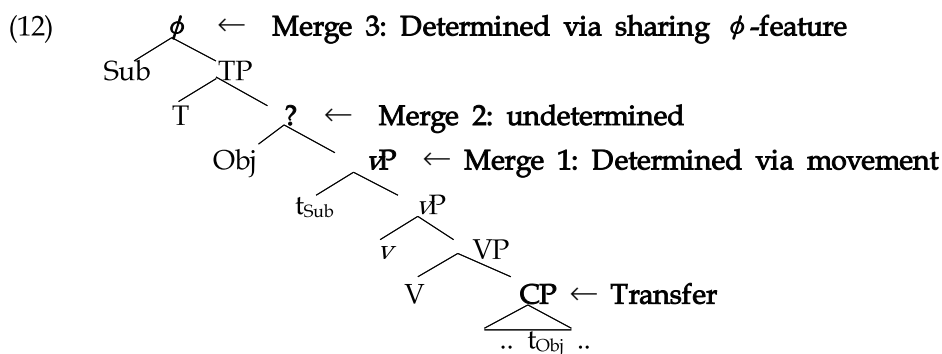 (12) ϕ ← Merge 3: Determined via sharing ϕ-feature
Sub TP
T ? ← Merge 2: undetermined
Obj vP ← Merge 1: Determined via movement
tSub vP
v VP
V CP ← Transfer
.. tObj ..